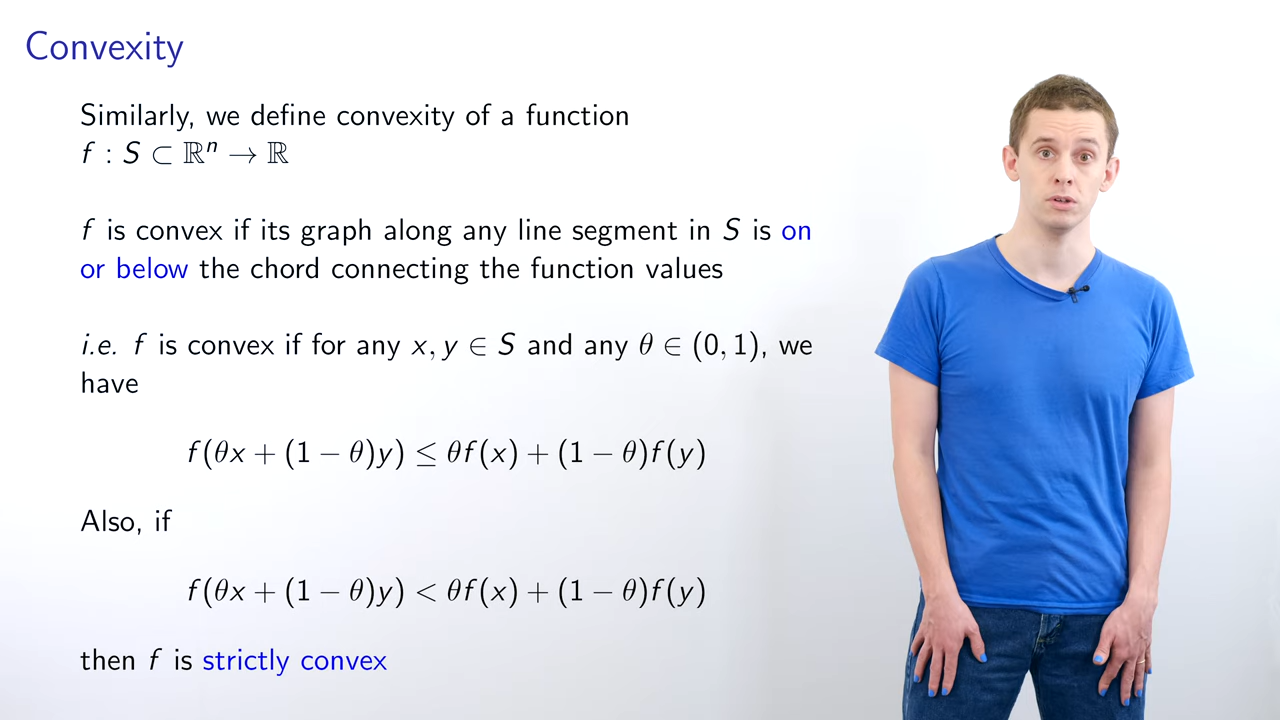 Convexity
Similarly, we define convexity of a function
f : S ⊂ ℝⁿ → ℝ
f is convex if its graph along any line segment in S is on
or below the chord connecting the function values
i.e. f is convex if for any x, y ∈ S and any θ ∈ (0, 1), we
have
f(θx + (1 − θ)y) ≤ θf(x) + (1 − θ)f(y)
Also, if
f(θx + (1 − θ)y) < θf(x) + (1 − θ)f(y)
then f is strictly convex